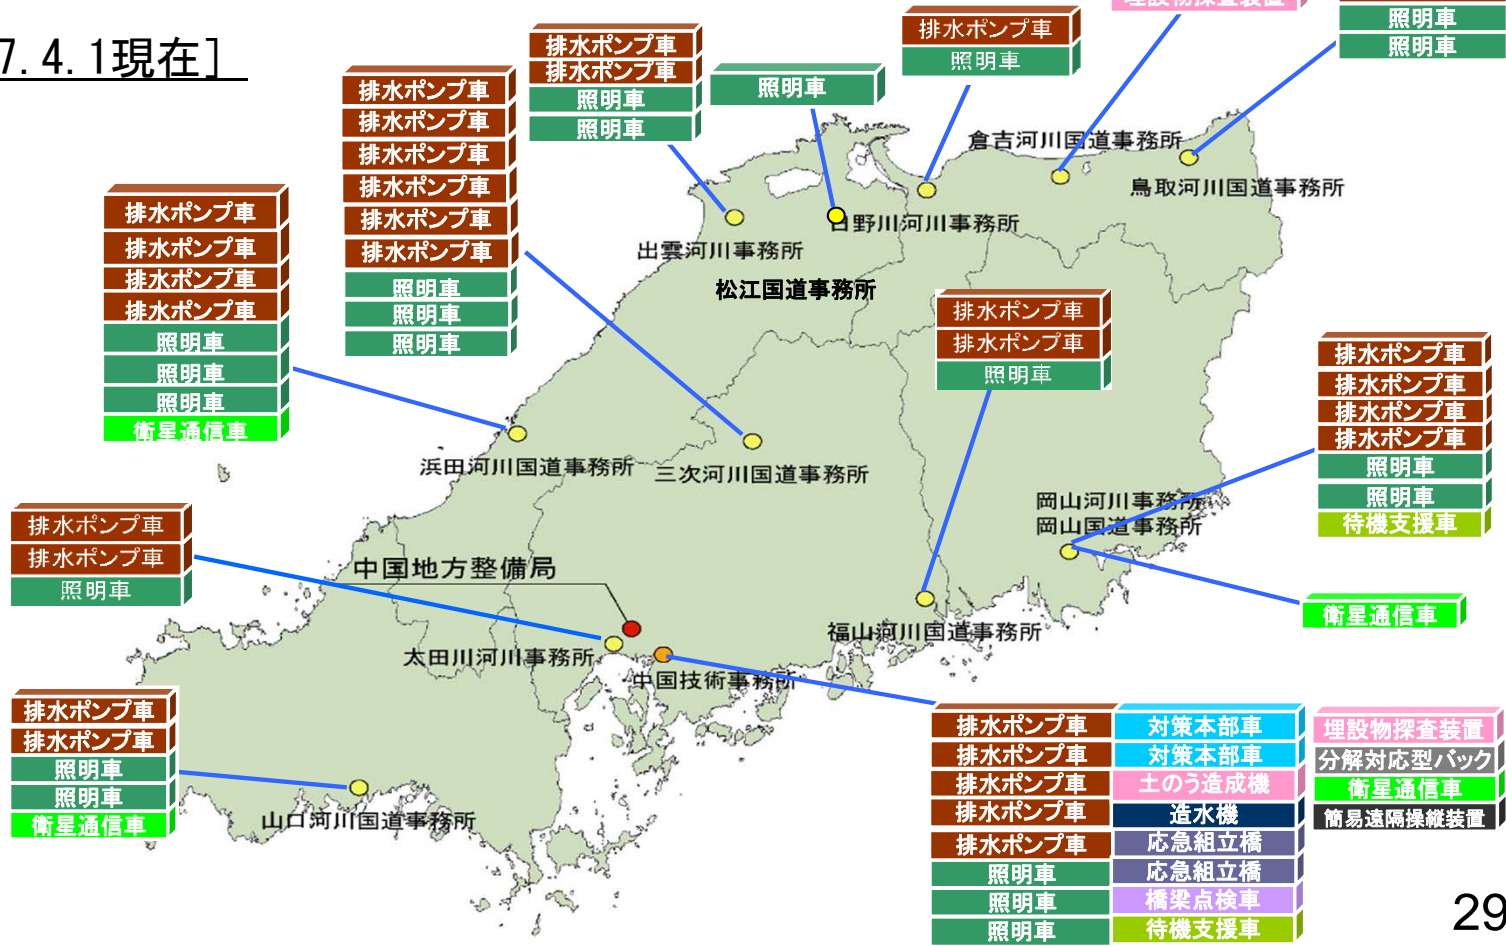 7.4.1現在]
排水ポンプ車
排水ポンプ車
照明車
照明車
照明車
排水ポンプ車
照明車
埋設物探査装置
照明車
照明車
排水ポンプ車
排水ポンプ車
排水ポンプ車
排水ポンプ車
排水ポンプ車
排水ポンプ車
照明車
照明車
照明車
排水ポンプ車
排水ポンプ車
排水ポンプ車
排水ポンプ車
照明車
照明車
照明車
衛星通信車
倉吉河川国道事務所
鳥取河川国道事務所
日野川河川事務所
出雲河川事務所
松江国道事務所
排水ポンプ車
排水ポンプ車
照明車
排水ポンプ車
排水ポンプ車
排水ポンプ車
排水ポンプ車
照明車
照明車
待機支援車
浜田河川国道事務所
三次河川国道事務所
岡山河川事務所
岡山国道事務所
排水ポンプ車
排水ポンプ車
照明車
中国地方整備局
衛星通信車
福山河川国道事務所
太田川河川事務所
中国技術事務所
排水ポンプ車
排水ポンプ車
照明車
照明車
衛星通信車
山口河川国道事務所
排水ポンプ車
排水ポンプ車
排水ポンプ車
排水ポンプ車
排水ポンプ車
照明車
照明車
照明車
対策本部車
対策本部車
土のう造成機
造水機
応急組立橋
応急組立橋
橋梁点検車
待機支援車
埋設物探査装置
分解対応型バック
衛星通信車
簡易遠隔操縦装置
29